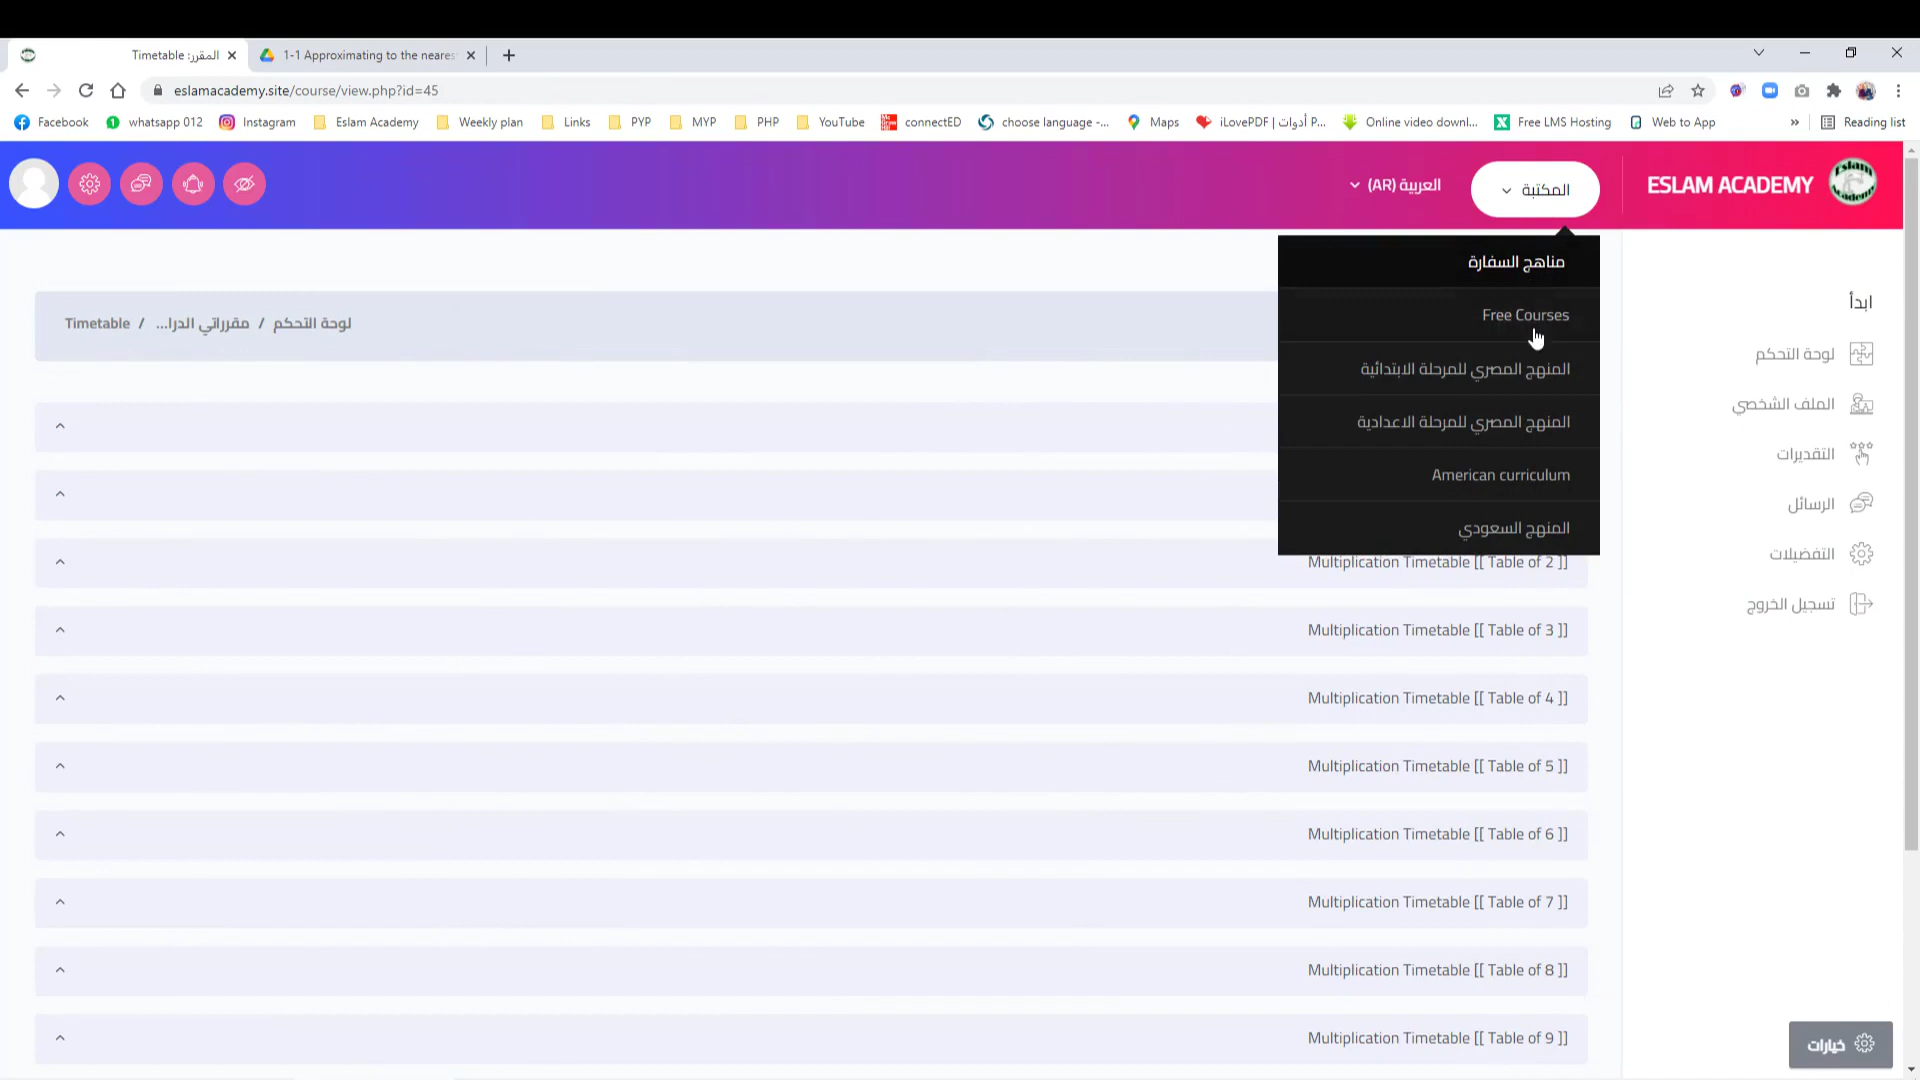 المقرر: Timetable
1-1 Approximating to the neares
eslamacademy.site/course/view.php?id=45
Facebook
whatsapp 012
Instagram
Eslam Academy
Weekly plan
Links
PYP
MYP
PHP
YouTube
connectED
choose language -...
Maps
iLovePDF | أدوات P...
Online video downl...
Free LMS Hosting
Web to App
»
Reading list
ESLAM ACADEMY
Eslam
Academy
المكتبة
العربية ‎(AR)‎
مناهج السفارة
Free Courses
المنهج المصري للمرحلة الابتدائية
المنهج المصري للمرحلة الاعدادية
American curriculum
المنهج السعودي
لوحة التحكم / مقرراتي الدرا... / Timetable
ابدأ
لوحة التحكم
الملف الشخصي
التقديرات
الرسائل
التفضيلات
تسجيل الخروج
Multiplication Timetable [[ Table of 2 ]]
Multiplication Timetable [[ Table of 3 ]]
Multiplication Timetable [[ Table of 4 ]]
Multiplication Timetable [[ Table of 5 ]]
Multiplication Timetable [[ Table of 6 ]]
Multiplication Timetable [[ Table of 7 ]]
Multiplication Timetable [[ Table of 8 ]]
Multiplication Timetable [[ Table of 9 ]]
خيارات